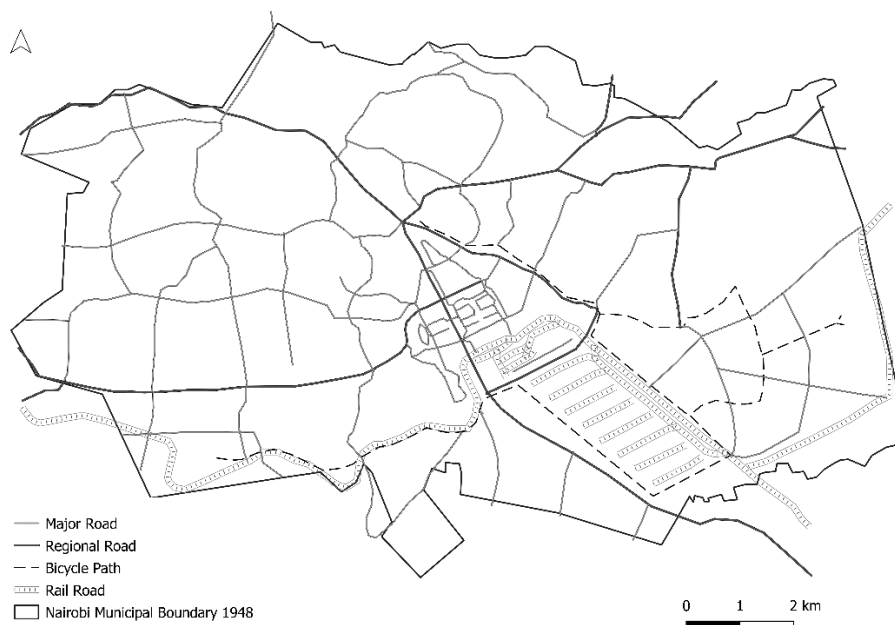 Major Road
Regional Road
Bicycle Path
Rail Road
Nairobi Municipal Boundary 1948
0 1 2 km